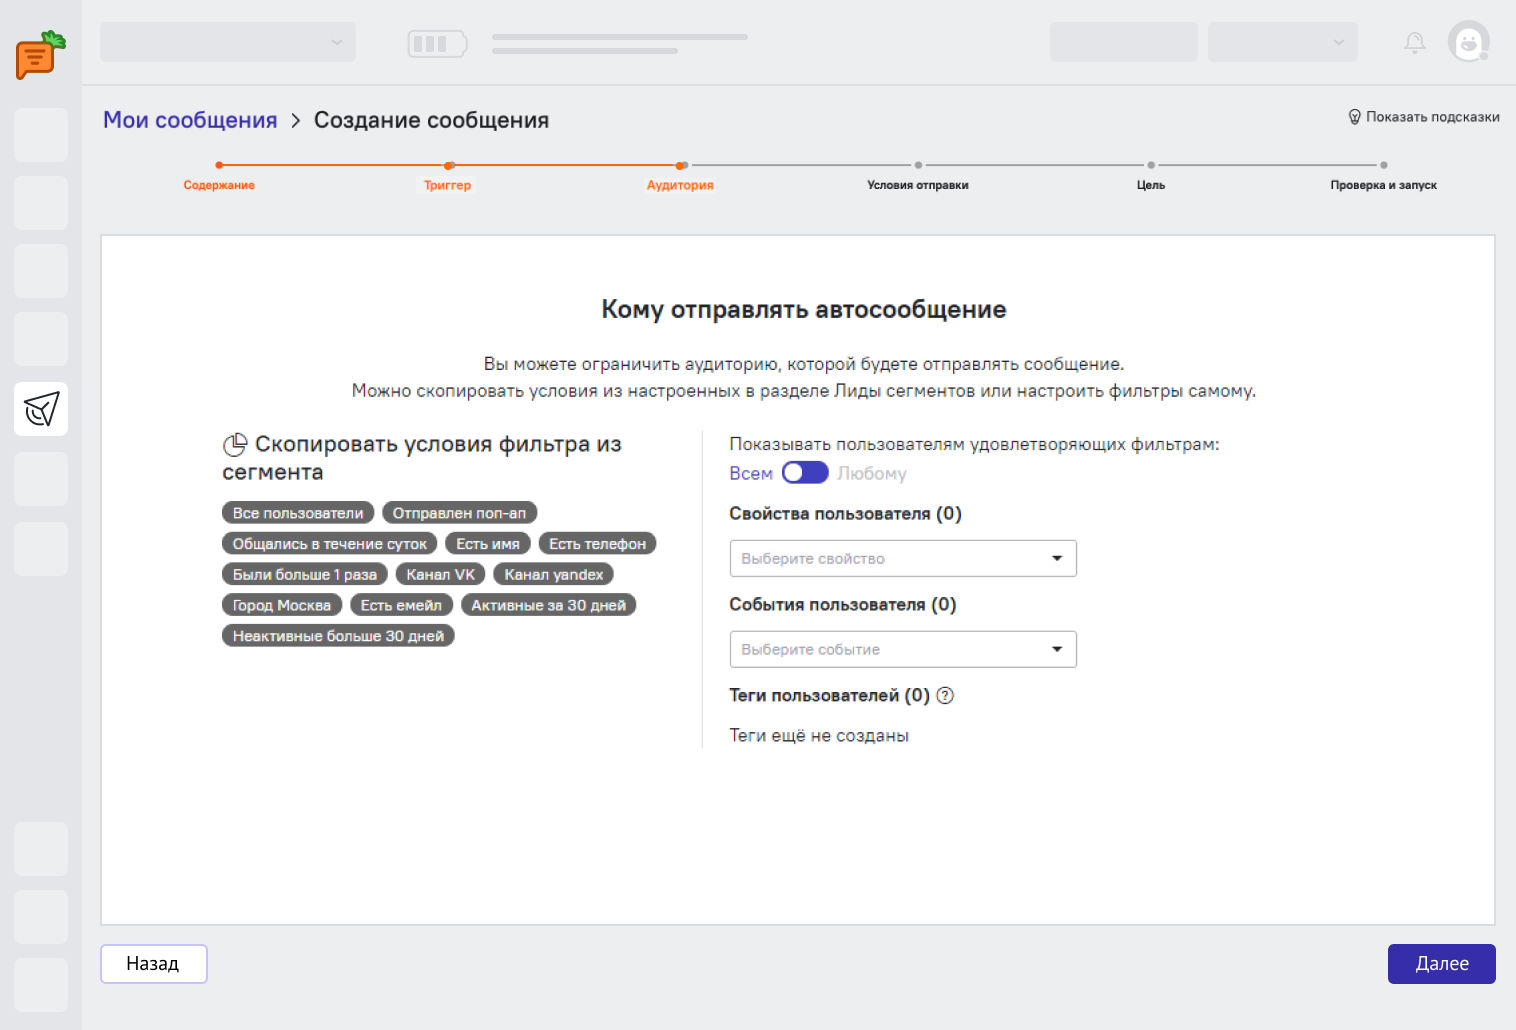 Мои сообщения > Создание сообщения
Показать подсказки
Содержание
Триггер
Аудитория
Условия отправки
Цель
Проверка и запуск
Кому отправлять автосообщение
Вы можете ограничить аудиторию, которой будете отправлять сообщение.
Можно скопировать условия из настроенных в разделе Лиды сегментов или настроить фильтры самому.
Скопировать условия фильтра из
сегмента
Все пользователи Отправлен поп-ап
Общались в течение суток Есть имя Есть телефон
Были больше 1 раза Канал VK Канал yandex
Город Москва Есть емейл Активные за 30 дней
Неактивные больше 30 дней
Показывать пользователям удовлетворяющих фильтрам:
Всем Любому
Свойства пользователя (0)
Выберите свойство
События пользователя (0)
Выберите событие
Теги пользователей (0) ?
Теги ещё не созданы
Назад
Далее